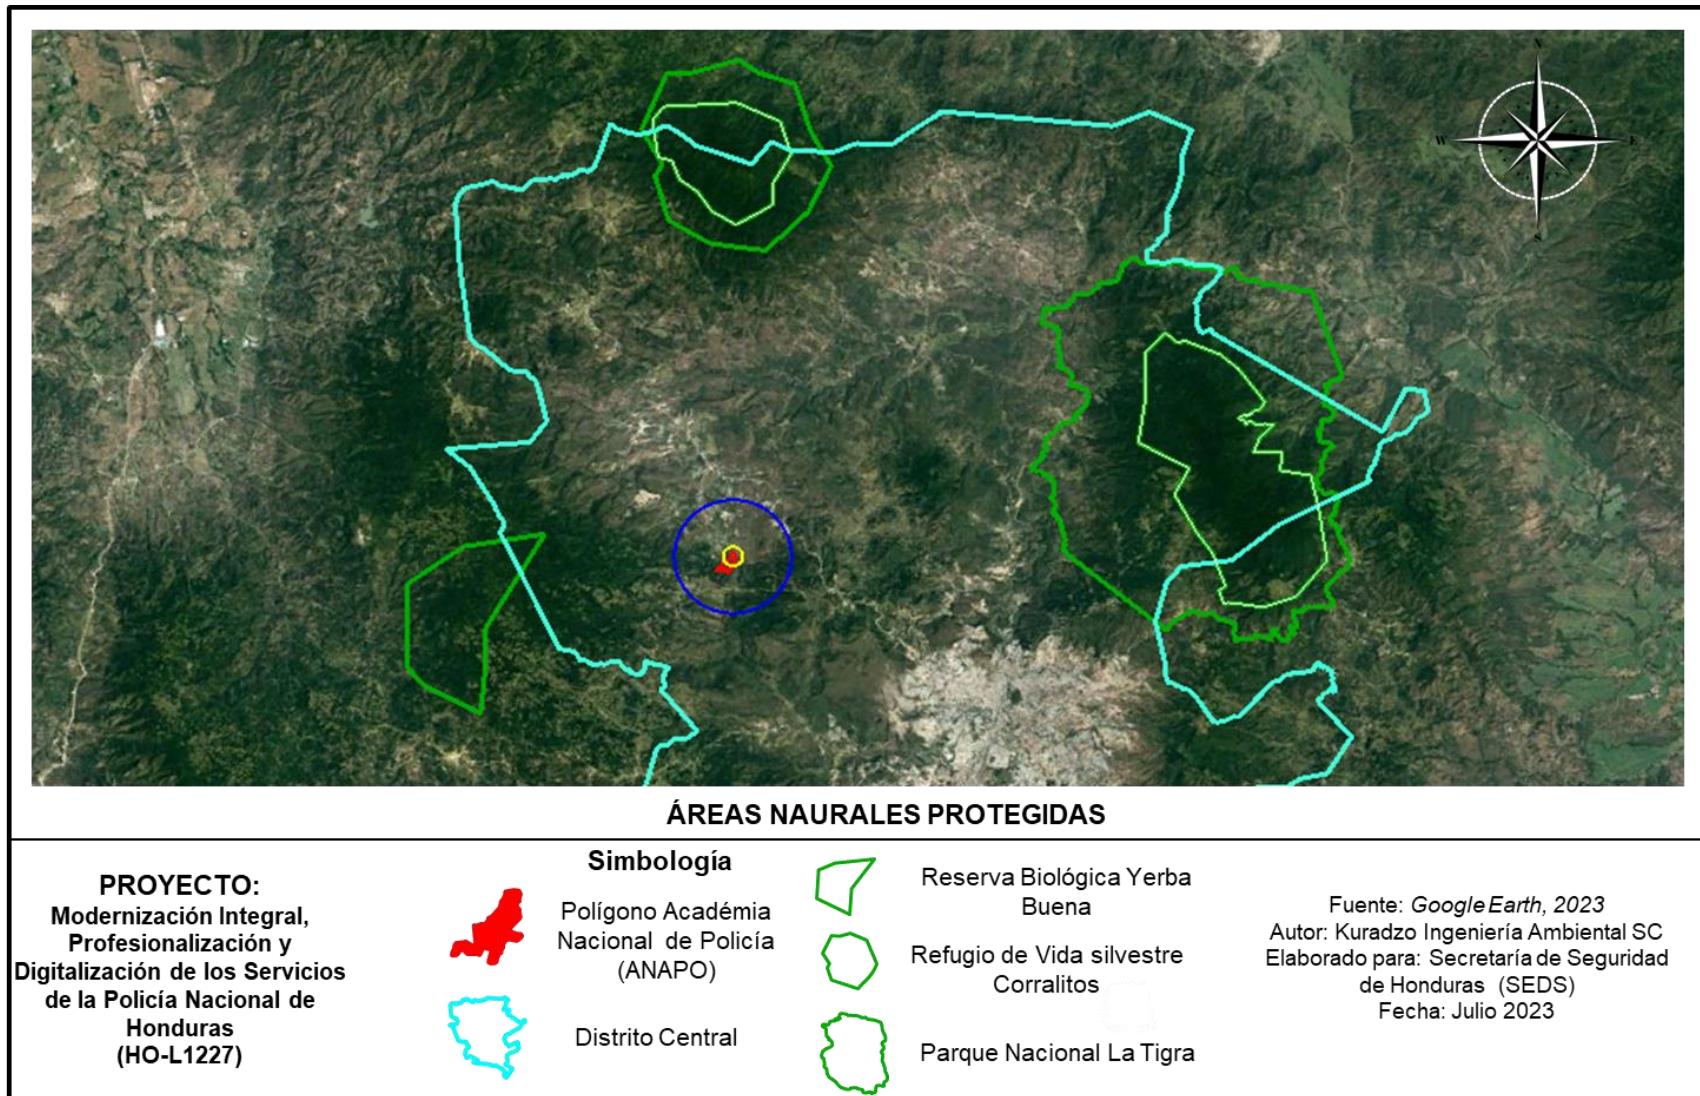 N
W
E
S
ÁREAS NAURALES PROTEGIDAS
PROYECTO:
Modernización Integral,
Profesionalización y
Digitalización de los Servicios
de la Policía Nacional de
Honduras
(HO-L1227)
Simbología
Polígono Académia
Nacional de Policía
(ANAPO)
Distrito Central
Reserva Biológica Yerba
Buena
Refugio de Vida silvestre
Corralitos
Parque Nacional La Tigra
Fuente: Google Earth, 2023
Autor: Kuradzo Ingeniería Ambiental SC
Elaborado para: Secretaría de Seguridad
de Honduras (SEDS)
Fecha: Julio 2023